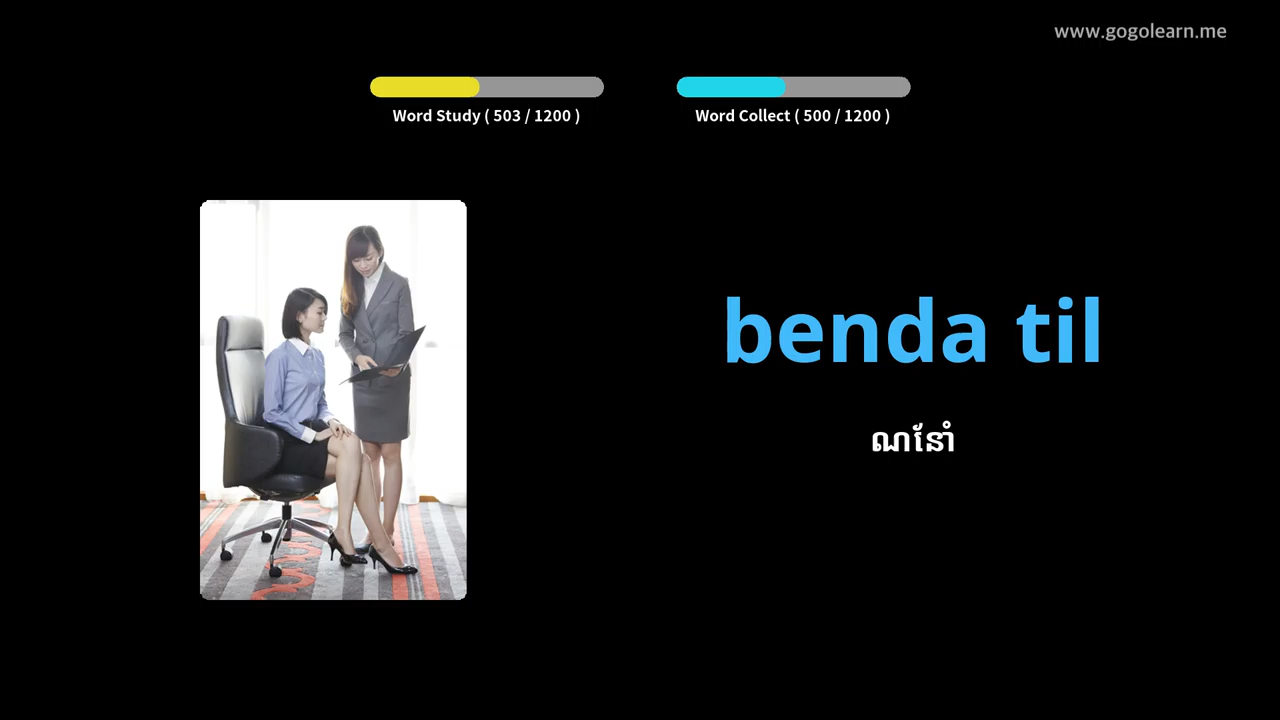 www.gogolearn.me
Word Study ( 503 / 1200 )
Word Collect ( 500 / 1200 )
benda til
ណែនាំ